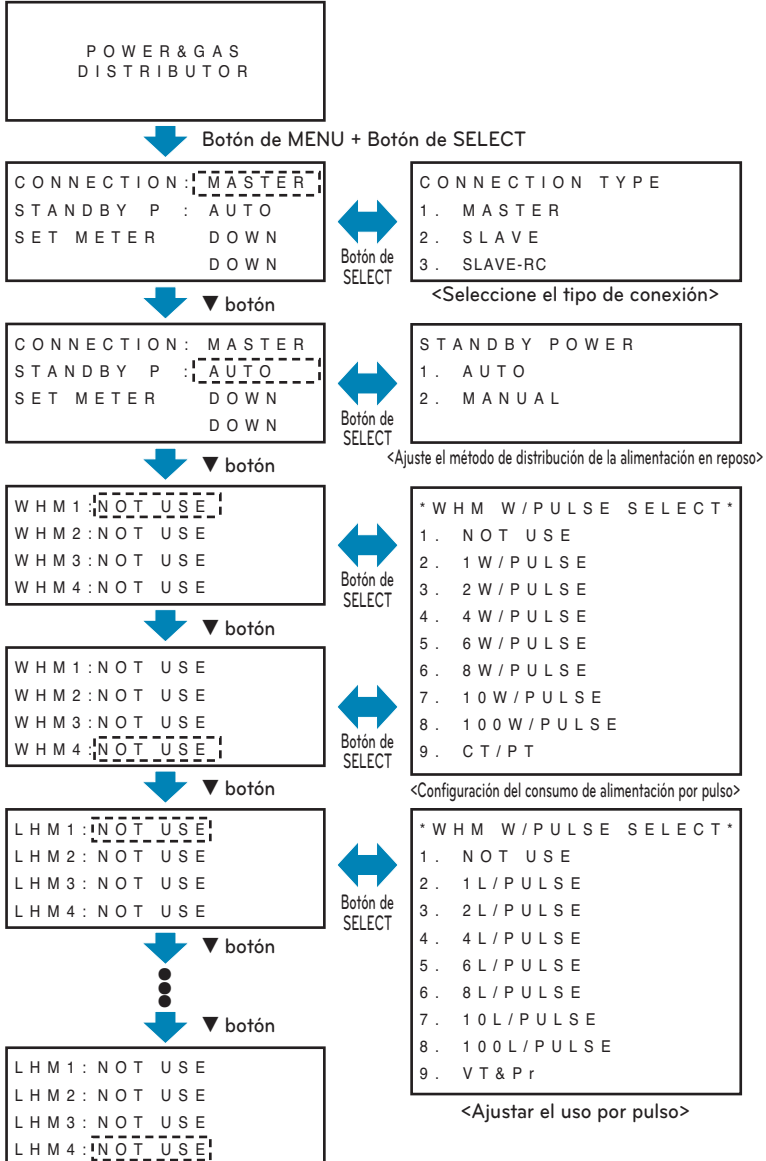 POWER&GAS
DISTRIBUTOR
Botón de MENU + Botón de SELECT
CONNECTION: MASTER
STANDBY P : AUTO
SET METER DOWN
DOWN
Botón de
SELECT
CONNECTION TYPE
1. MASTER
2. SLAVE
3. SLAVE-RC
<Seleccione el tipo de conexión>
▼ botón
CONNECTION: MASTER
STANDBY P : AUTO
SET METER DOWN
DOWN
Botón de
SELECT
STANDBY POWER
1. AUTO
2. MANUAL
<Ajuste el método de distribución de la alimentación en reposo>
▼ botón
WHM1:NOT USE
WHM2:NOT USE
WHM3:NOT USE
WHM4:NOT USE
Botón de
SELECT
▼ botón
WHM1:NOT USE
WHM2:NOT USE
WHM3:NOT USE
WHM4:NOT USE
Botón de
SELECT
*WHM W/PULSE SELECT*
1. NOT USE
2. 1W/PULSE
3. 2W/PULSE
4. 4W/PULSE
5. 6W/PULSE
6. 8W/PULSE
7. 10W/PULSE
8. 100W/PULSE
9. CT/PT
<Configuración del consumo de alimentación por pulso>
▼ botón
LHM1:NOT USE
LHM2:NOT USE
LHM3:NOT USE
LHM4:NOT USE
Botón de
SELECT
*WHM W/PULSE SELECT*
1. NOT USE
2. 1L/PULSE
3. 2L/PULSE
4. 4L/PULSE
5. 6L/PULSE
6. 8L/PULSE
7. 10L/PULSE
8. 100L/PULSE
9. VT&Pr
<Ajustar el uso por pulso>
▼ botón
▼ botón
LHM1:NOT USE
LHM2:NOT USE
LHM3:NOT USE
LHM4:NOT USE